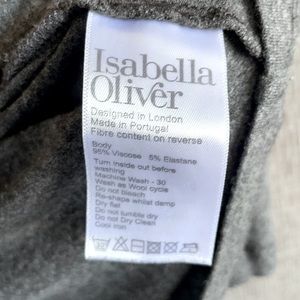 Isabella
Oliver
Designed in London
Made in Portugal
Fibre content on reverse
Body
95% Viscose 5% Elastane
Turn inside out before
washing
Machine Wash - 30
Wash as Wool cycle
Do not bleach
Re-shape whilst damp
Dry flat
Do not tumble dry
Do not Dry Clean
Cool Iron